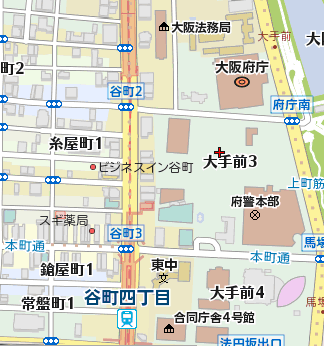 大阪法務局
大手前
町2
大阪府庁
谷町2
府庁南
糸屋町1
大手前3
ビジネスイン谷町
上町筋
府警本部
スギ薬局
谷町3
本町通
本町通
馬場
鎗屋町1
東中
谷町四丁目
大手前4
常盤町1
馬場
合同庁舎4号館
法円坂出口